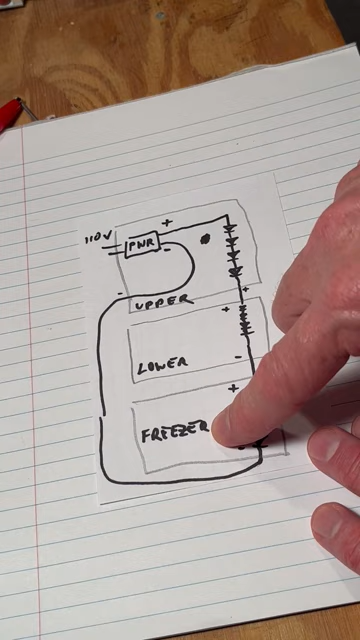 +
110V PWR -
-
+
UPPER
+
-
LOWER
+
FREEZER